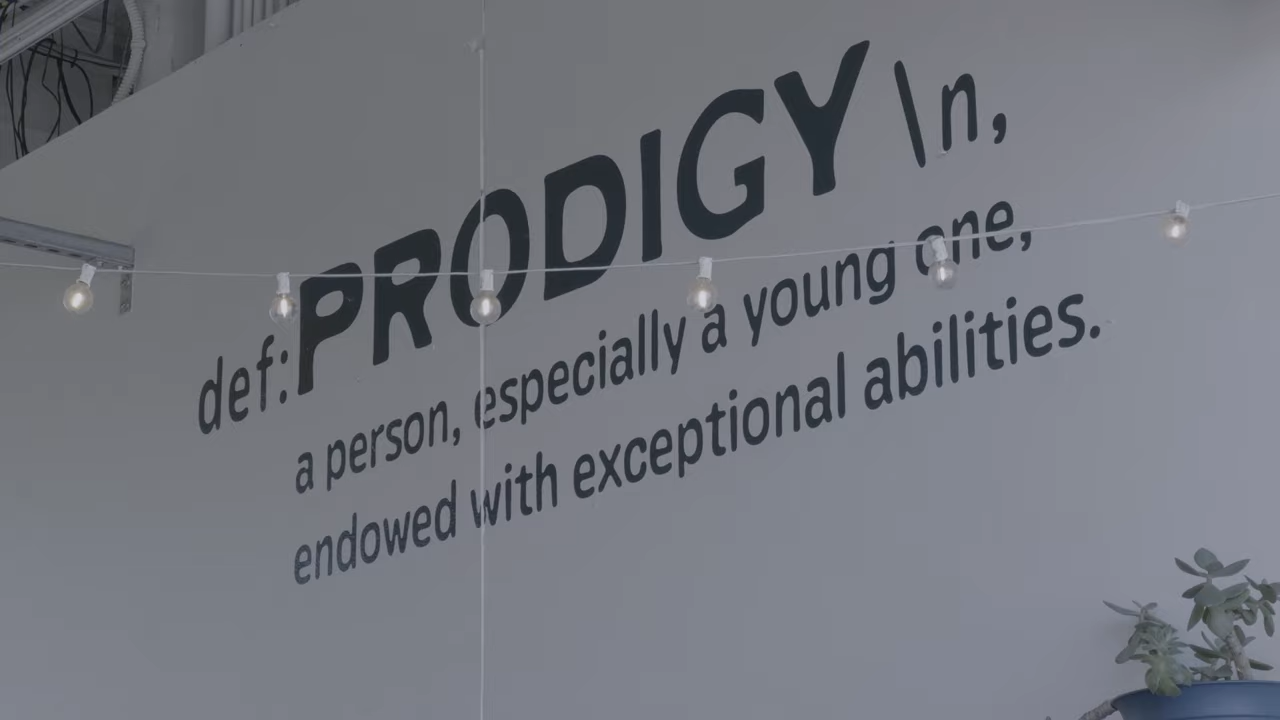 def:PRODIGY \n,
a person, especially a young one,
endowed with exceptional abilities.